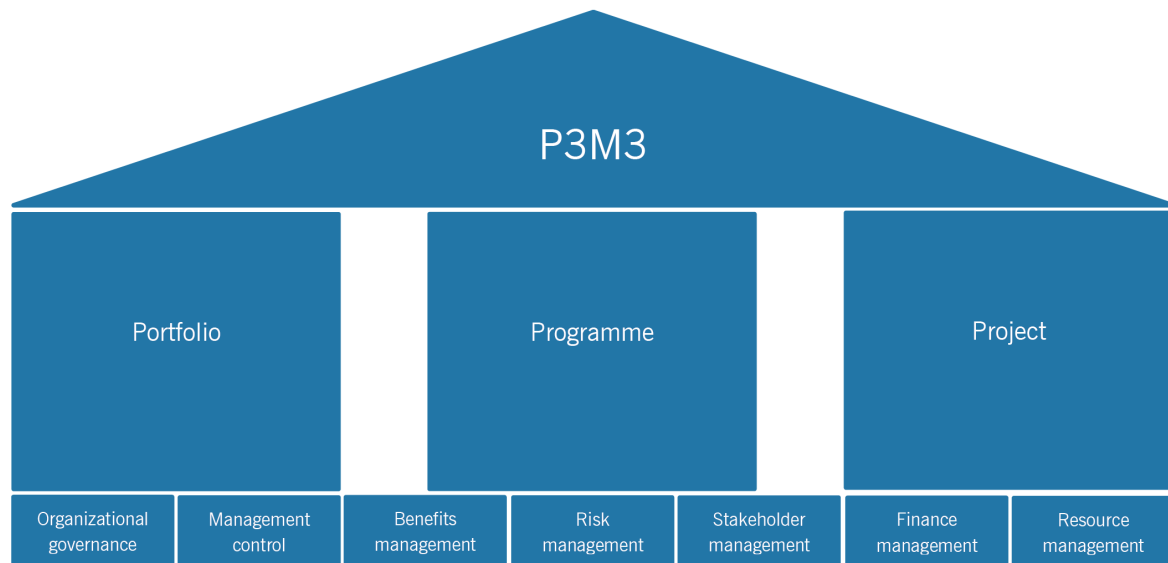 P3M3
Portfolio
Programme
Project
Organizational
governance
Management
control
Benefits
management
Risk
management
Stakeholder
management
Finance
management
Resource
management